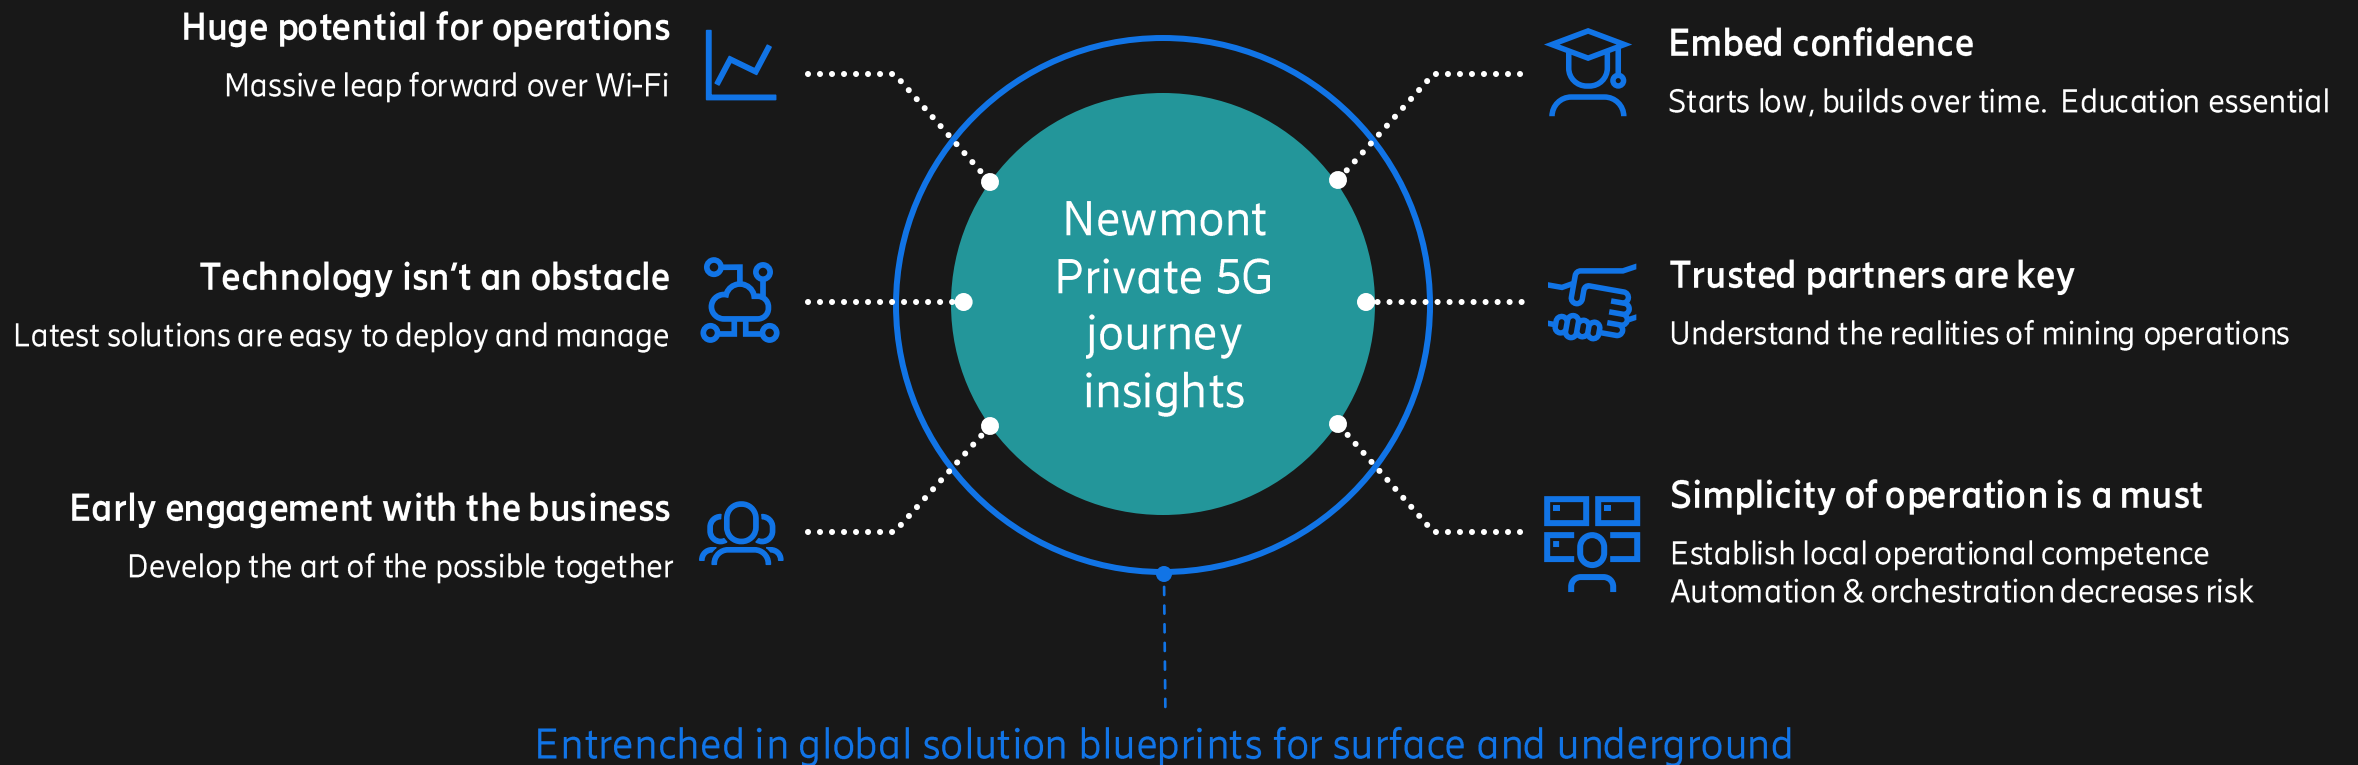 Huge potential for operations
Massive leap forward over Wi-Fi
Technology isn't an obstacle
Latest solutions are easy to deploy and manage
Early engagement with the business
Develop the art of the possible together
Newmont
Private 5G
journey
insights
Embed confidence
Starts low, builds over time. Education essential
Trusted partners are key
Understand the realities of mining operations
Simplicity of operation is a must
Establish local operational competence
Automation & orchestration decreases risk
Entrenched in global solution blueprints for surface and underground